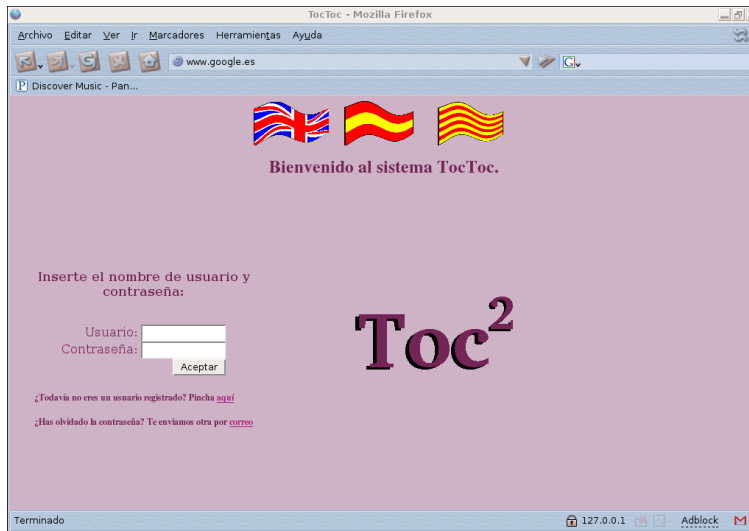 TocToc - Mozilla Firefox
Archivo Editar Ver Ir Marcadores Herramientas Ayuda
www.google.es
G
P Discover Music - Pan...
Bienvenido al sistema TocToc.
Inserte el nombre de usuario y
contraseña:
Usuario:
Contraseña:
Aceptar
Toc²
¿Todavía no eres un usuario registrado? Pincha aquí
¿Has olvidado la contraseña? Te enviamos otra por correo
Terminado
127.0.0.1
Adblock
M